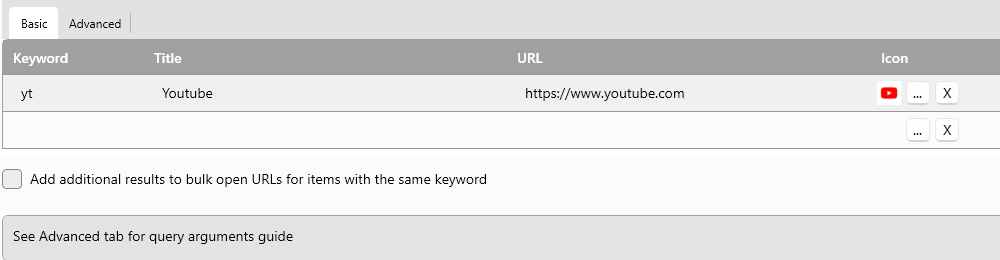 Basic Advanced
Keyword Title URL Icon
yt Youtube https://www.youtube.com ... X
... X
Add additional results to bulk open URLs for items with the same keyword
See Advanced tab for query arguments guide